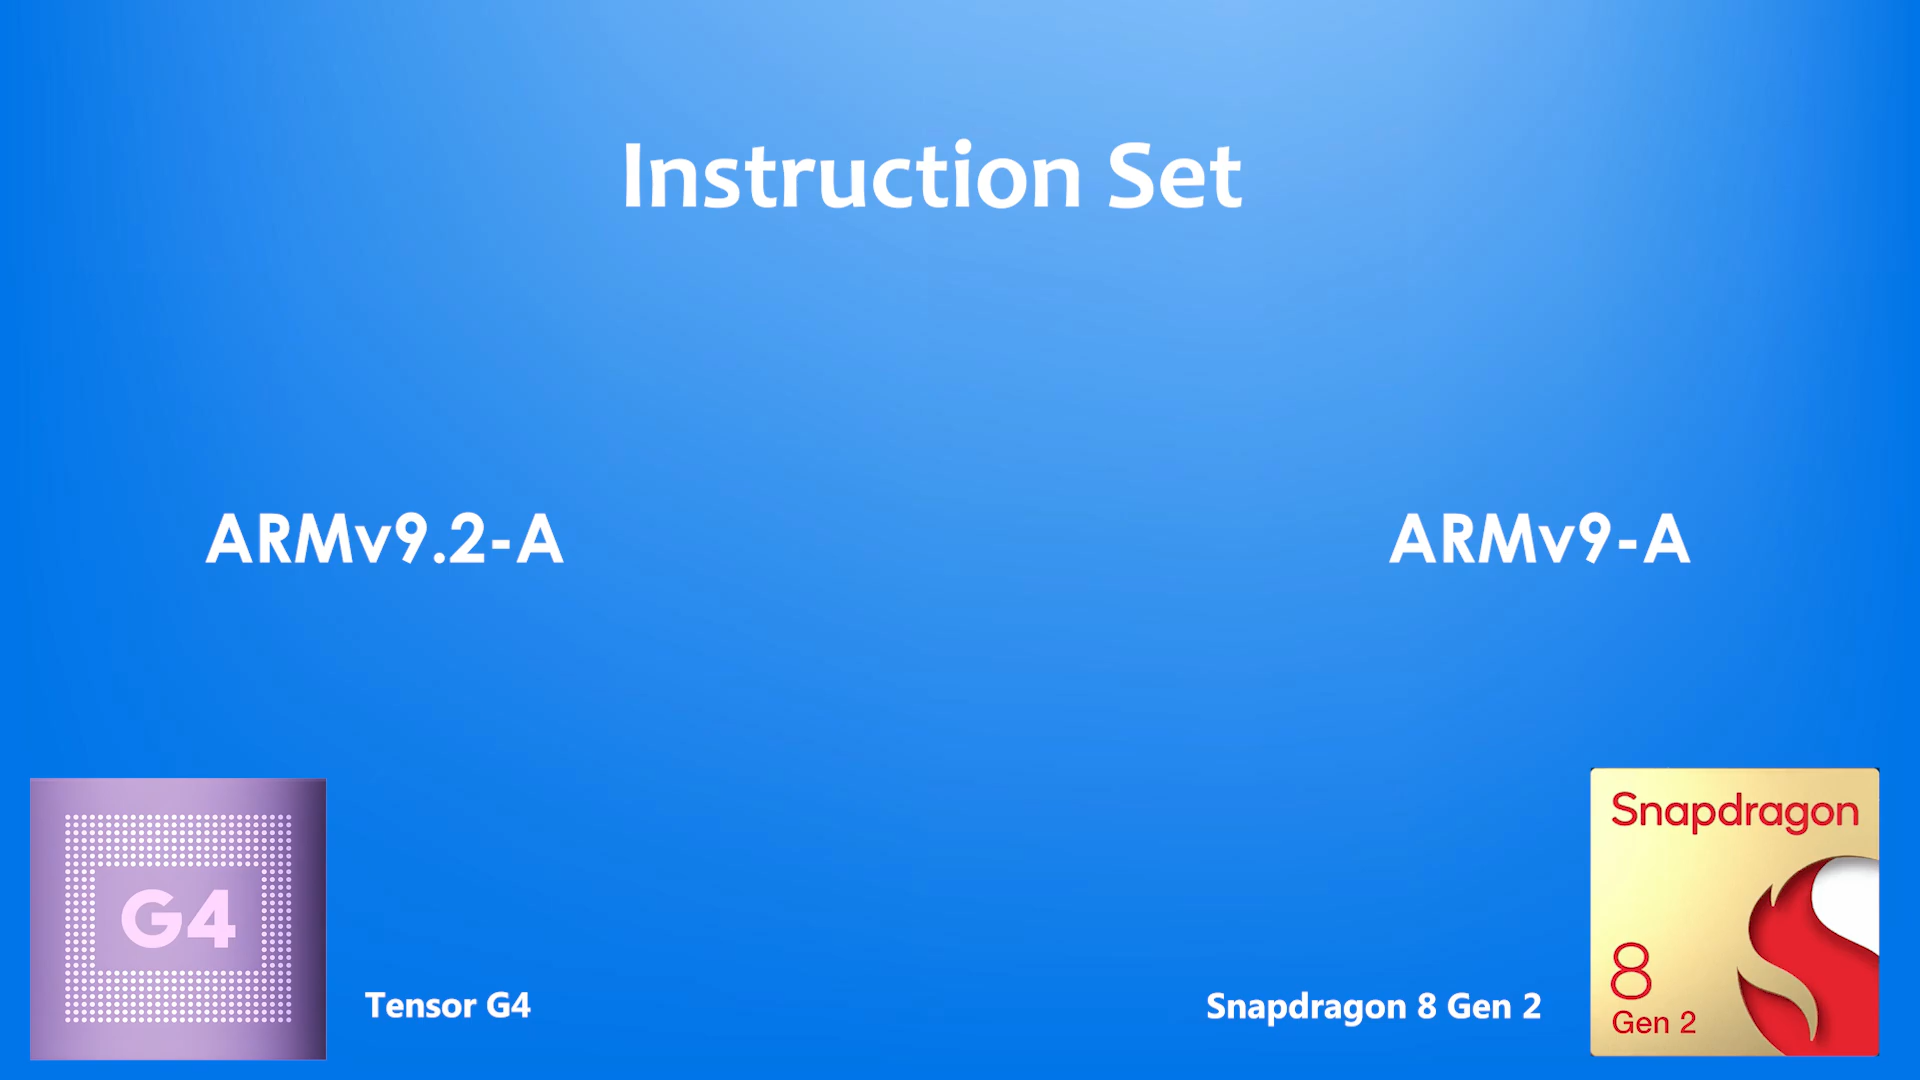 Instruction Set
ARMv9.2-A
ARMv9-A
G4
Tensor G4
Snapdragon 8 Gen 2
Snapdragon
8
Gen 2